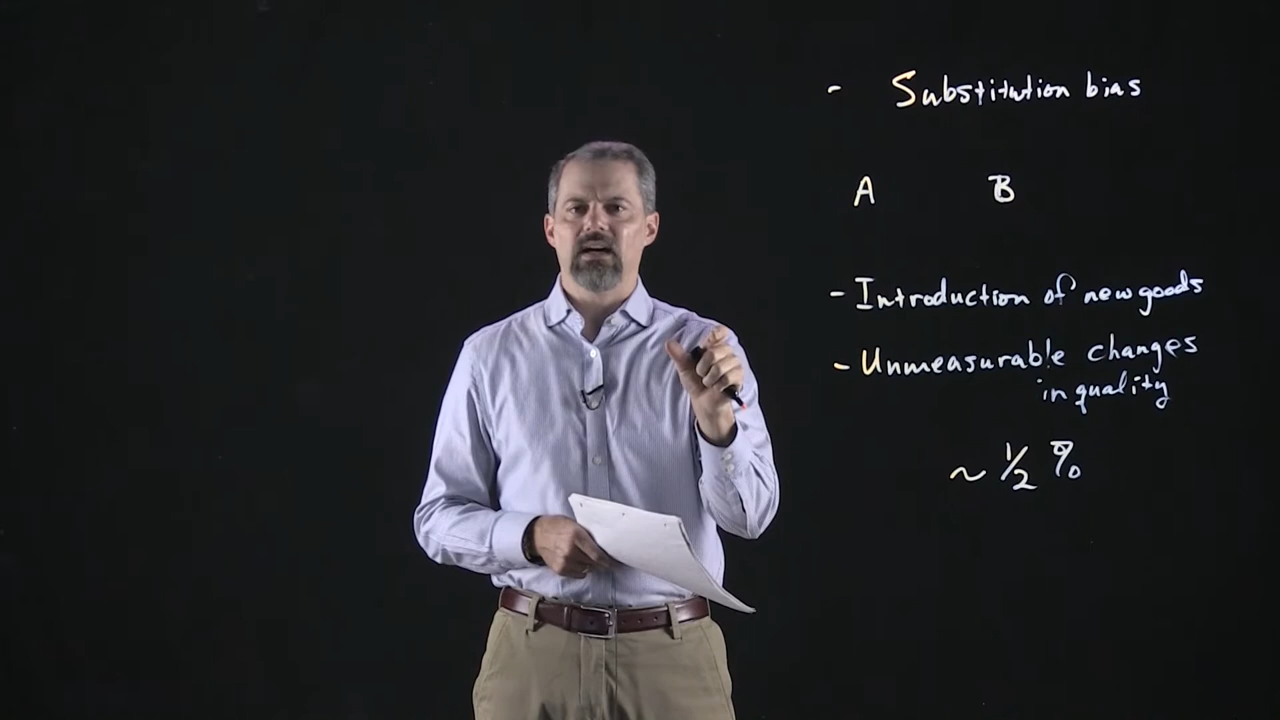 - Substitution bias
A B
- Introduction of new goods
- Unmeasurable changes
in quality
~ 1/2 %